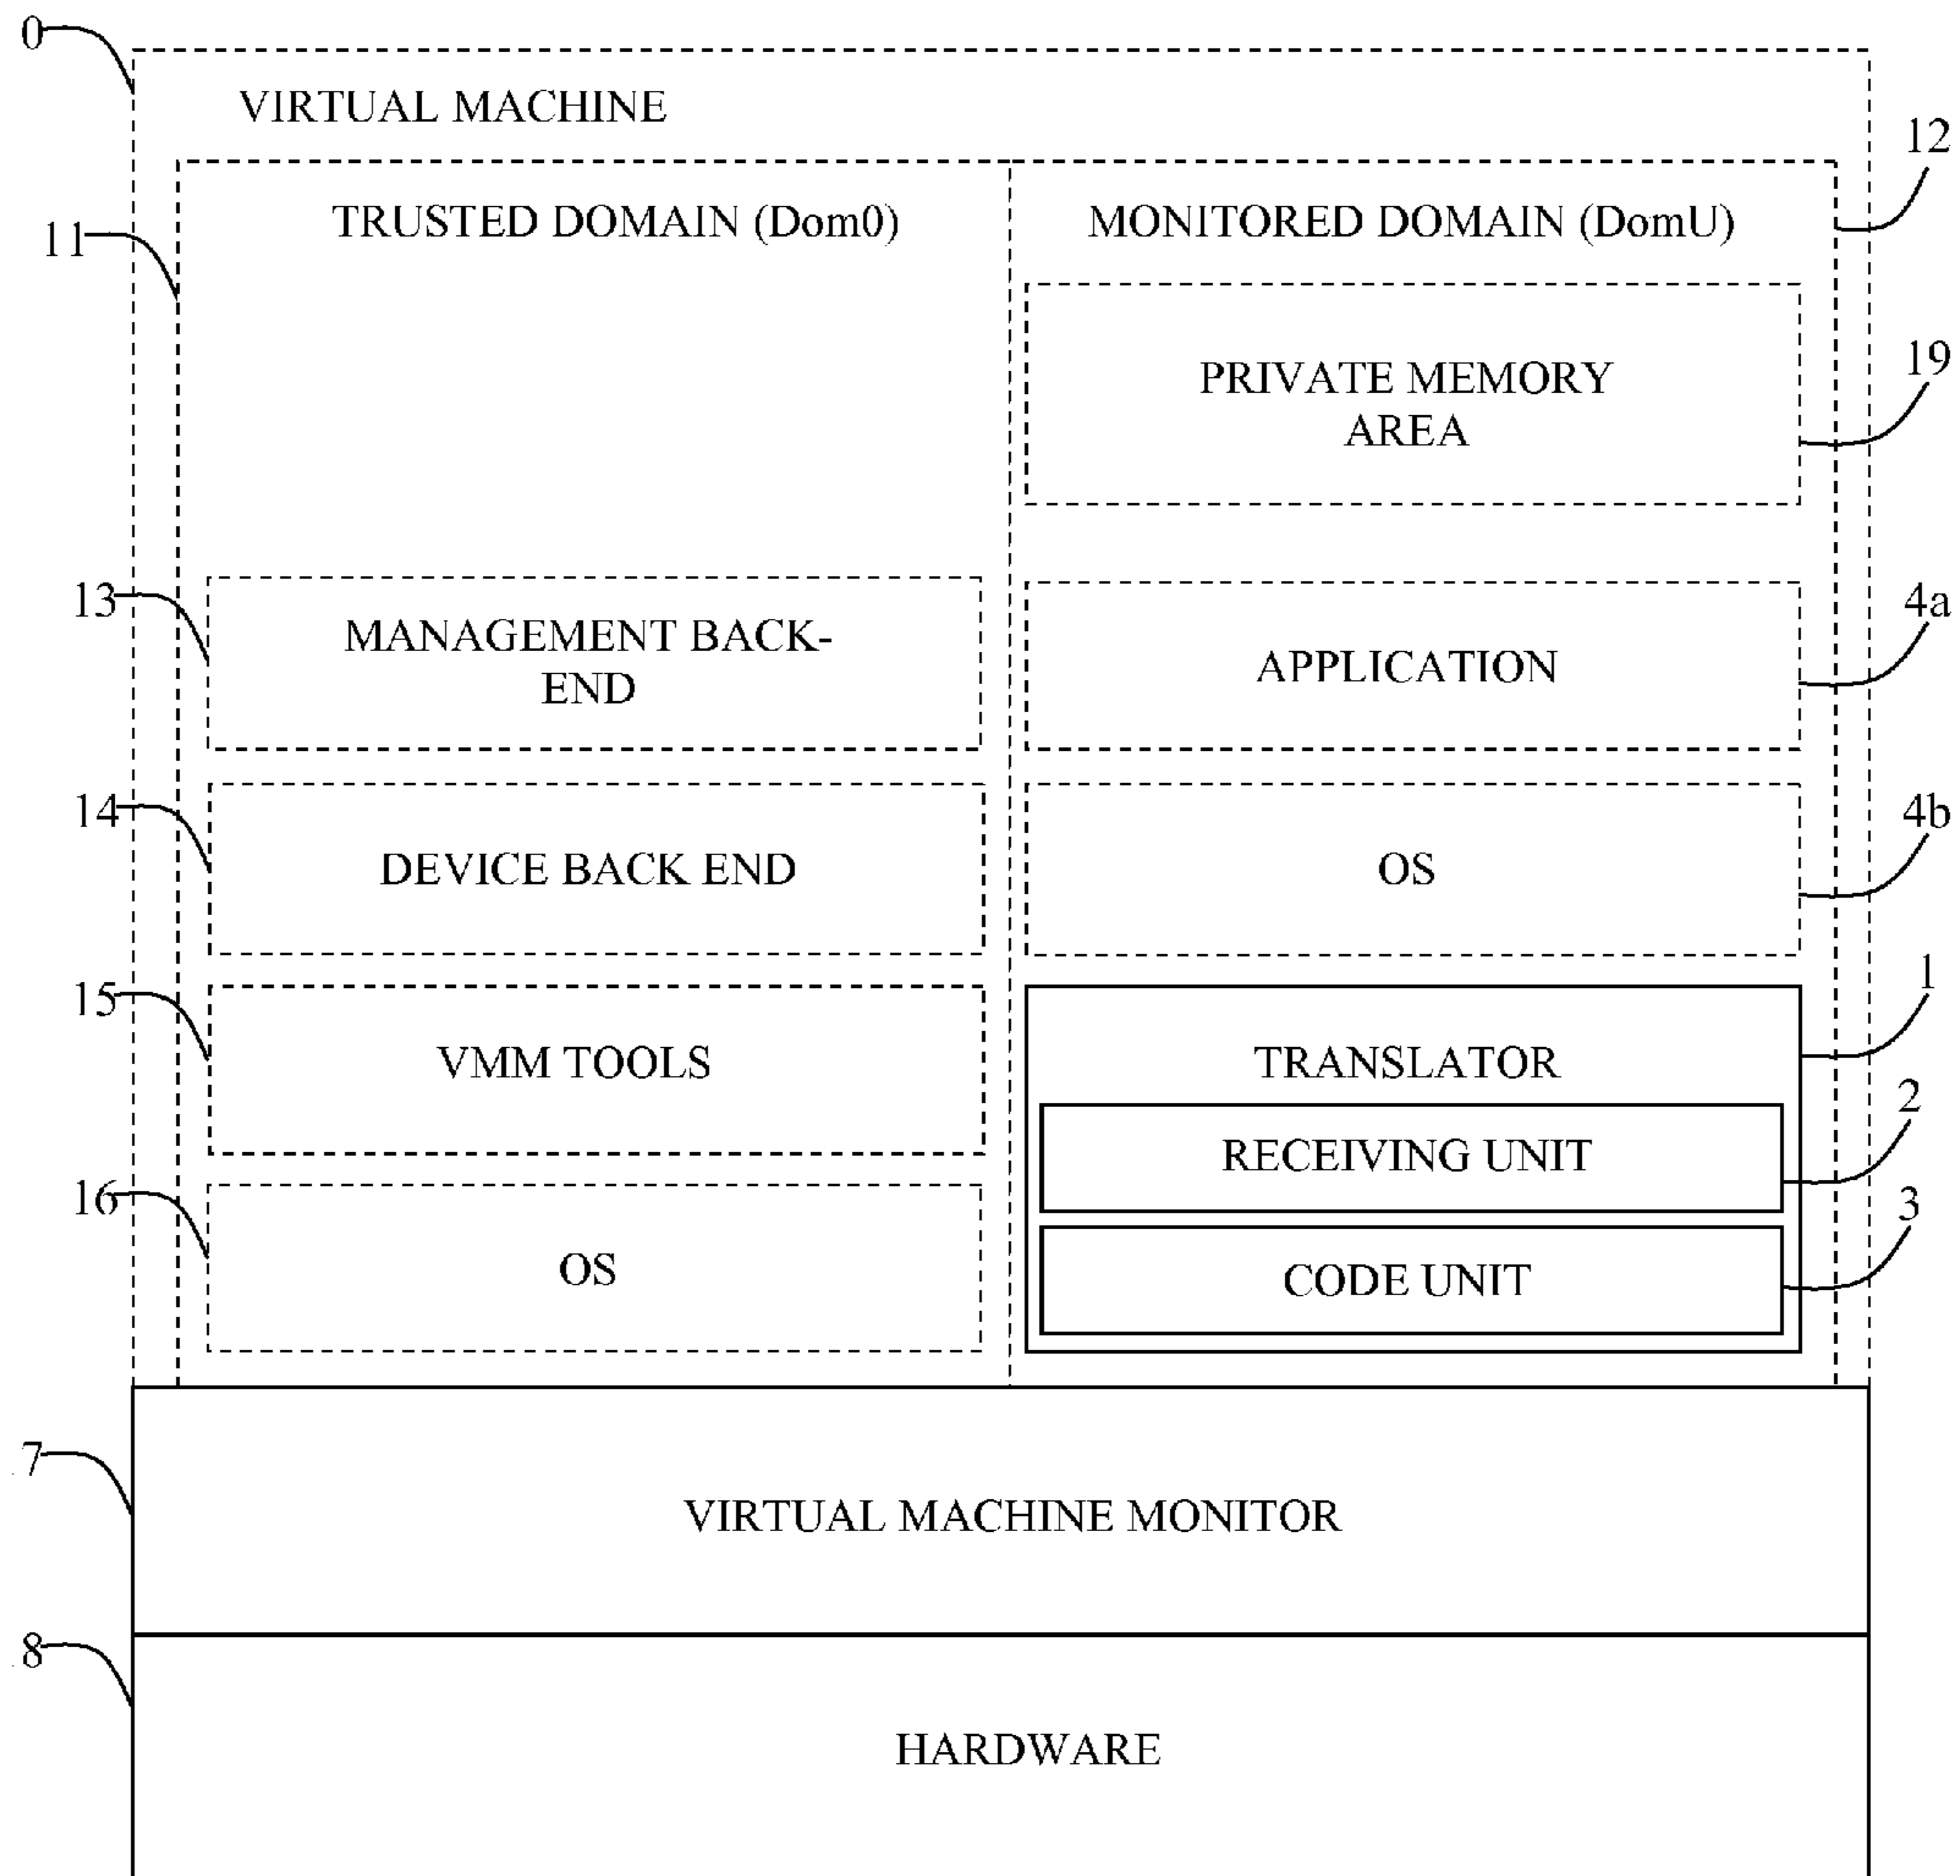 0
VIRTUAL MACHINE
12
TRUSTED DOMAIN (Dom0)
MONITORED DOMAIN (DomU)
11
19
PRIVATE MEMORY
AREA
13
4a
MANAGEMENT BACK-
END
APPLICATION
14
4b
DEVICE BACK END
OS
15
1
VMM TOOLS
TRANSLATOR
2
RECEIVING UNIT
16
3
OS
CODE UNIT
7
VIRTUAL MACHINE MONITOR
8
HARDWARE